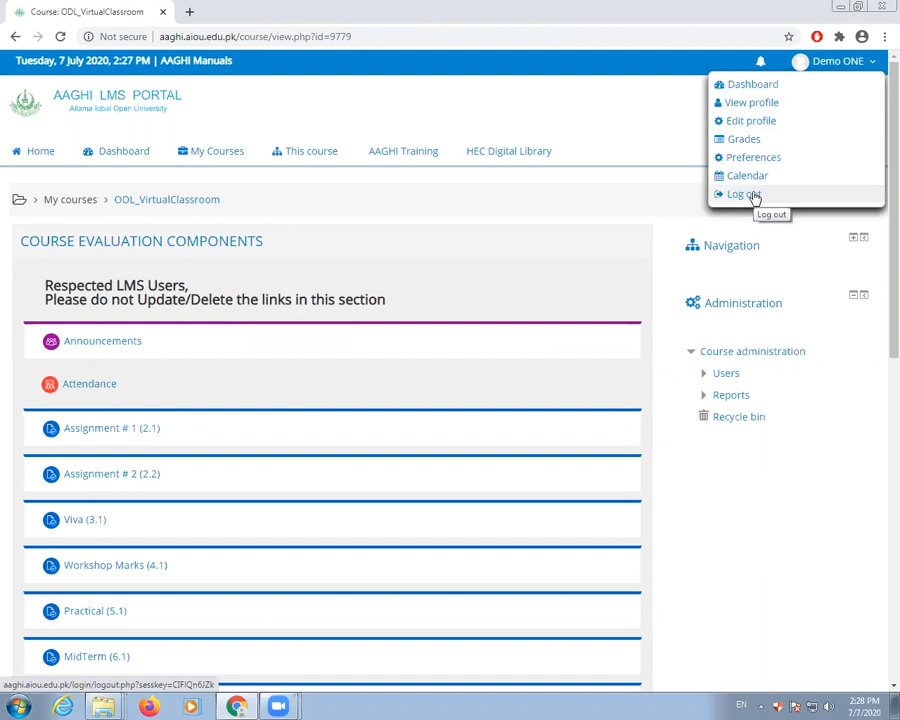 Course: ODL_VirtualClassroom
Not secure | aaghi.aiou.edu.pk/course/view.php?id=9779
Tuesday, 7 July 2020, 2:27 PM | AAGHI Manuals
Demo ONE
AAGHI LMS PORTAL
Allama Iqbal Open University
Dashboard
View profile
Edit profile
Grades
Preferences
Calendar
Log out
Log out
Home
Dashboard
My Courses
This course
AAGHI Training
HEC Digital Library
My courses
ODL_VirtualClassroom
COURSE EVALUATION COMPONENTS
Respected LMS Users,
Please do not Update/Delete the links in this section
Announcements
Attendance
Assignment # 1 (2.1)
Assignment # 2 (2.2)
Viva (3.1)
Workshop Marks (4.1)
Practical (5.1)
MidTerm (6.1)
Navigation
Administration
Course administration
Users
Reports
Recycle bin
aaghi.aiou.edu.pk/login/logout.php?sesskey=CIFlQn6JZk
EN
2:28 PM
7/7/2020